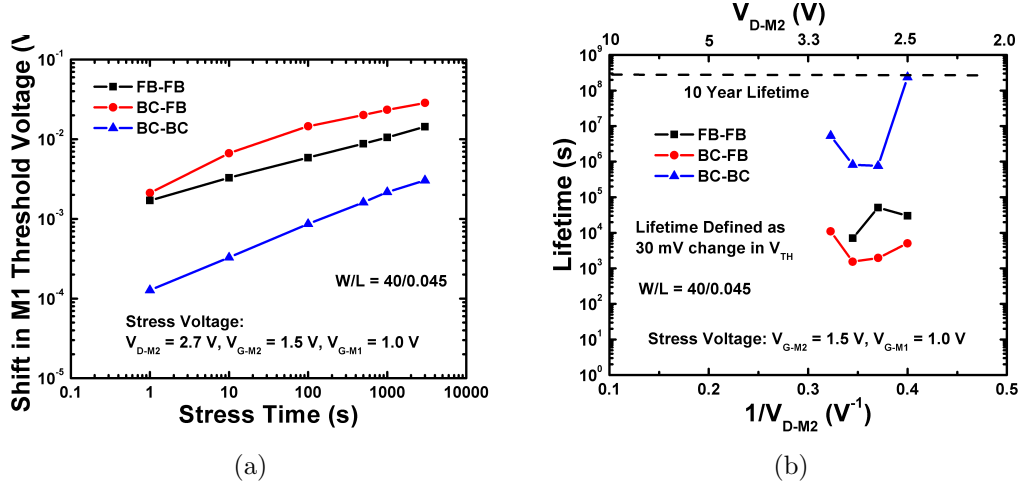 Shift in M1 Threshold Voltage (V
10^-1
10^-2
10^-3
10^-4
10^-5
FB-FB
BC-FB
BC-BC
W/L = 40/0.045
Stress Voltage:
V_D-M2 = 2.7 V, V_G-M2 = 1.5 V, V_G-M1 = 1.0 V
0.1 1 10 100 1000 10000
Stress Time (s)
(a)
V_D-M2 (V)
10 5 3.3 2.5 2.0
Lifetime (s)
10^9
10^8
10^7
10^6
10^5
10^4
10^3
10^2
10^1
10^0
10 Year Lifetime
FB-FB
BC-FB
BC-BC
Lifetime Defined as
30 mV change in V_TH
W/L = 40/0.045
Stress Voltage: V_G-M2 = 1.5 V, V_G-M1 = 1.0 V
0.1 0.2 0.3 0.4 0.5
1/V_D-M2 (V^-1)
(b)